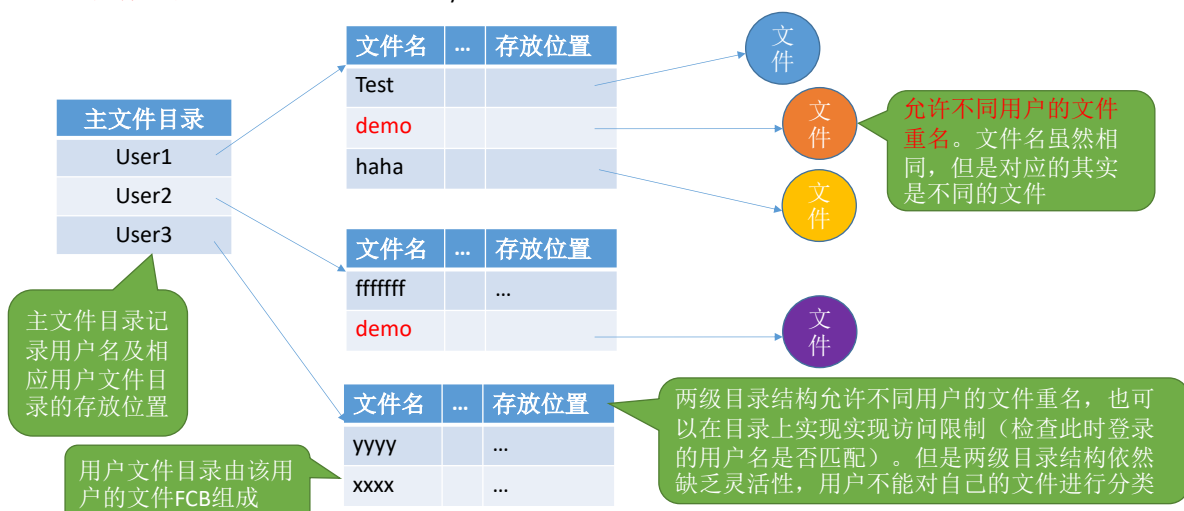 主文件目录
User1
User2
User3
主文件目录记
录用户名及相
应用户文件目
录的存放位置
文件名 … 存放位置
Test
demo
haha
文件名 … 存放位置
fffffff …
demo
文件名 … 存放位置
yyyy …
xxxx …
用户文件目录由该用
户的文件FCB组成
文
件
文
件
文
件
文
件
允许不同用户的文件
重名。文件名虽然相
同，但是对应的其实
是不同的文件
两级目录结构允许不同用户的文件重名，也可
以在目录上实现实现访问限制（检查此时登录
的用户名是否匹配）。但是两级目录结构依然
缺乏灵活性，用户不能对自己的文件进行分类